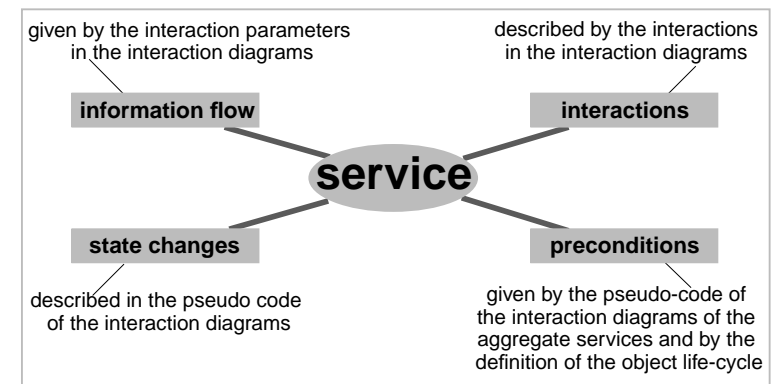 given by the interaction parameters
in the interaction diagrams
described by the interactions
in the interaction diagrams
information flow
interactions
service
state changes
preconditions
described in the pseudo code
of the interaction diagrams
given by the pseudo-code of
the interaction diagrams of the
aggregate services and by the
definition of the object life-cycle